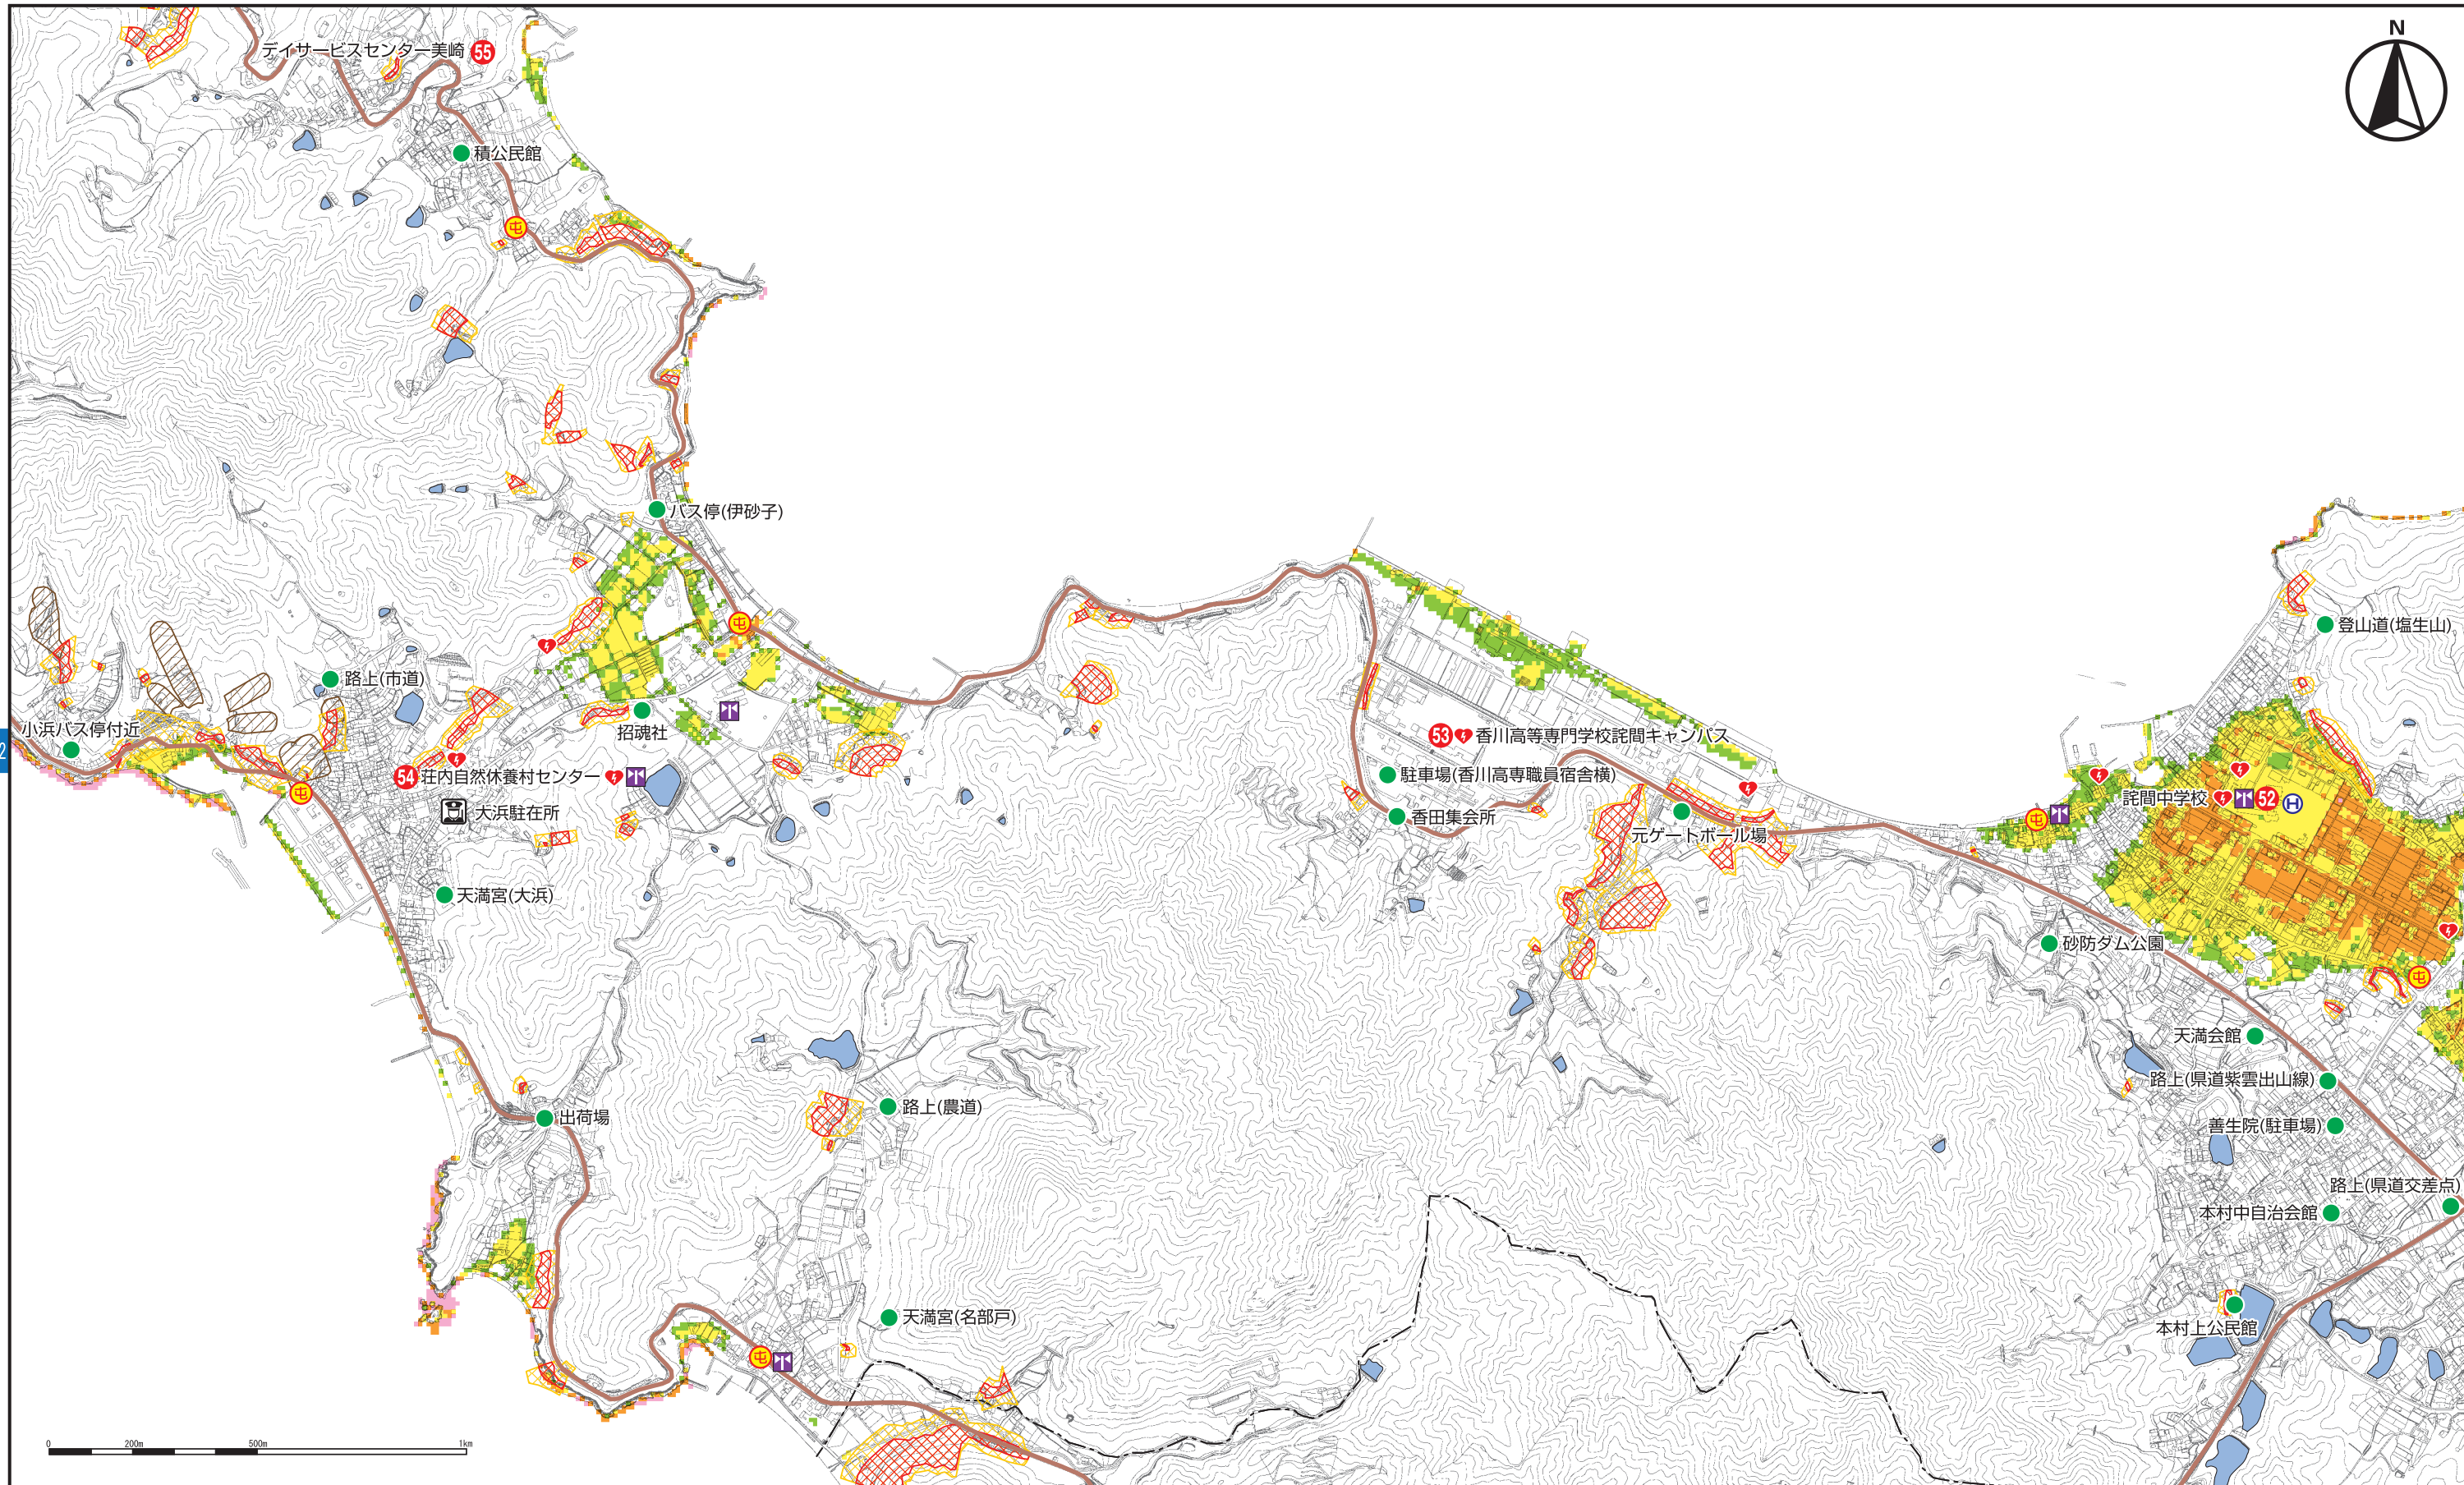 N
デイサービスセンター美崎 55
積公民館
屯
バス停(伊砂子)
屯
登山道(塩生山)
路上(市道)
小浜バス停付近
招魂社
53 香川高等専門学校詫間キャンパス
2
54 荘内自然休養村センター
駐車場(香川高専職員宿舎横)
屯
詫間中学校 52 H
大浜駐在所
香田集会所
元ゲートボール場
屯
天満宮(大浜)
砂防ダム公園
屯
天満会館
路上(県道紫雲出山線)
出荷場
路上(農道)
善生院(駐車場)
路上(県道交差点)
本村中自治会館
天満宮(名部戸)
本村上公民館
屯
0 200m 500m 1km